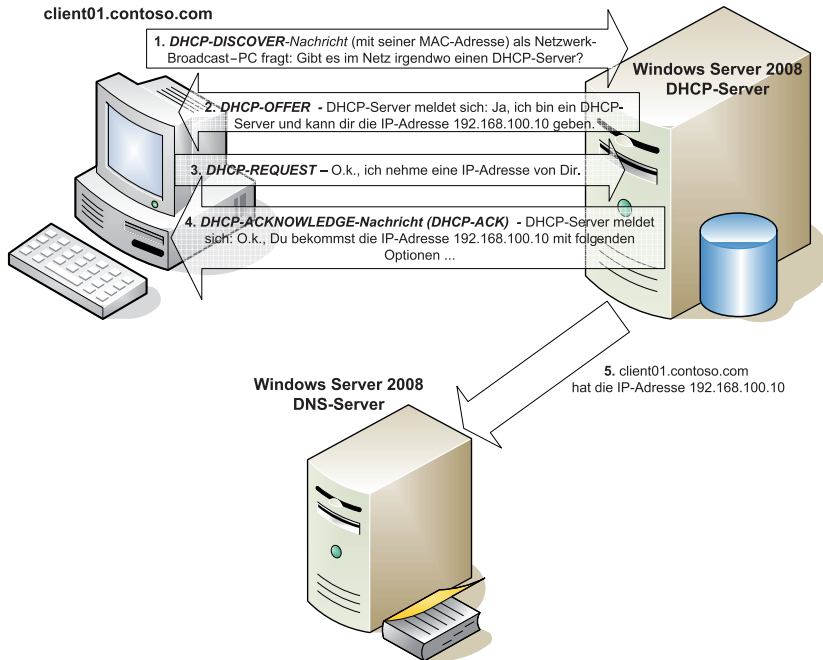 client01.contoso.com
1. DHCP-DISCOVER-Nachricht (mit seiner MAC-Adresse) als Netzwerk-
Broadcast–PC fragt: Gibt es im Netz irgendwo einen DHCP-Server?
Windows Server 2008
DHCP-Server
2. DHCP-OFFER - DHCP-Server meldet sich: Ja, ich bin ein DHCP-
Server und kann dir die IP-Adresse 192.168.100.10 geben.
3. DHCP-REQUEST – O.k., ich nehme eine IP-Adresse von Dir.
4. DHCP-ACKNOWLEDGE-Nachricht (DHCP-ACK) - DHCP-Server meldet
sich: O.k., Du bekommst die IP-Adresse 192.168.100.10 mit folgenden
Optionen ...
5. client01.contoso.com
hat die IP-Adresse 192.168.100.10
Windows Server 2008
DNS-Server